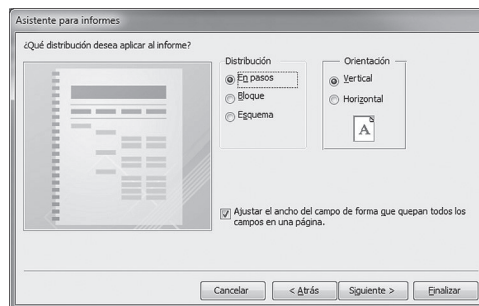 Asistente para informes
¿Qué distribución desea aplicar al informe?
Distribución
En pasos
Bloque
Esquema
Orientación
Vertical
Horizontal
A
Ajustar el ancho del campo de forma que quepan todos los
campos en una página.
Cancelar
< Atrás
Siguiente >
Finalizar